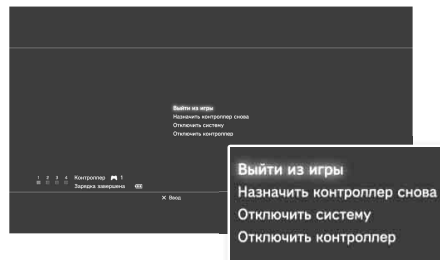 Выйти из игры
Назначить контроллер снова
Отключить систему
Отключить контроллер
1 2 3 4 Контроллер 1
Зарядка завершена
✕ Ввод
Выйти из игры
Назначить контроллер снова
Отключить систему
Отключить контроллер